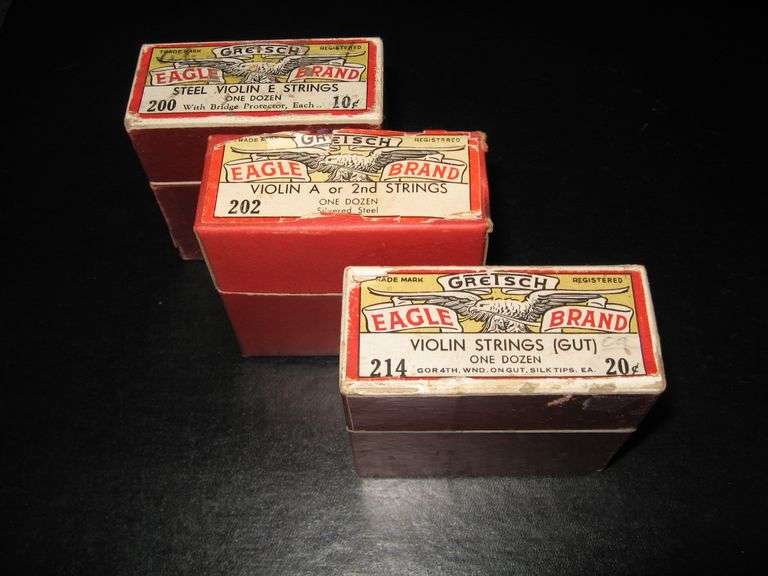 TRADE MARK GRETSCH REGISTERED
EAGLE BRAND
STEEL VIOLIN E STRINGS
ONE DOZEN
200 With Bridge Protector, Each.. 10¢
TRADE MARK GRETSCH REGISTERED
EAGLE BRAND
VIOLIN A or 2nd STRINGS
202 ONE DOZEN
Silvered Steel
TRADE MARK GRETSCH REGISTERED
EAGLE BRAND
VIOLIN STRINGS (GUT)
ONE DOZEN
214 G OR 4TH, WND. ON GUT, SILK TIPS. EA. 20¢